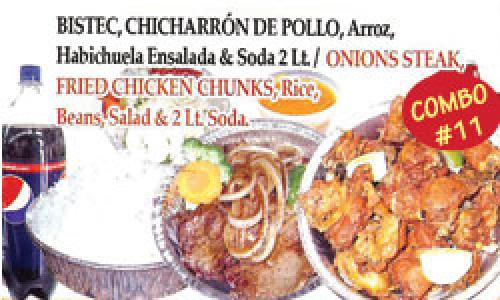 BISTEC, CHICHARRÓN DE POLLO, Arroz,
Habichuela Ensalada & Soda 2 Lt. / ONIONS STEAK,
FRIED CHICKEN CHUNKS, Rice,
Beans, Salad & 2 Lt. Soda.
COMBO
#11